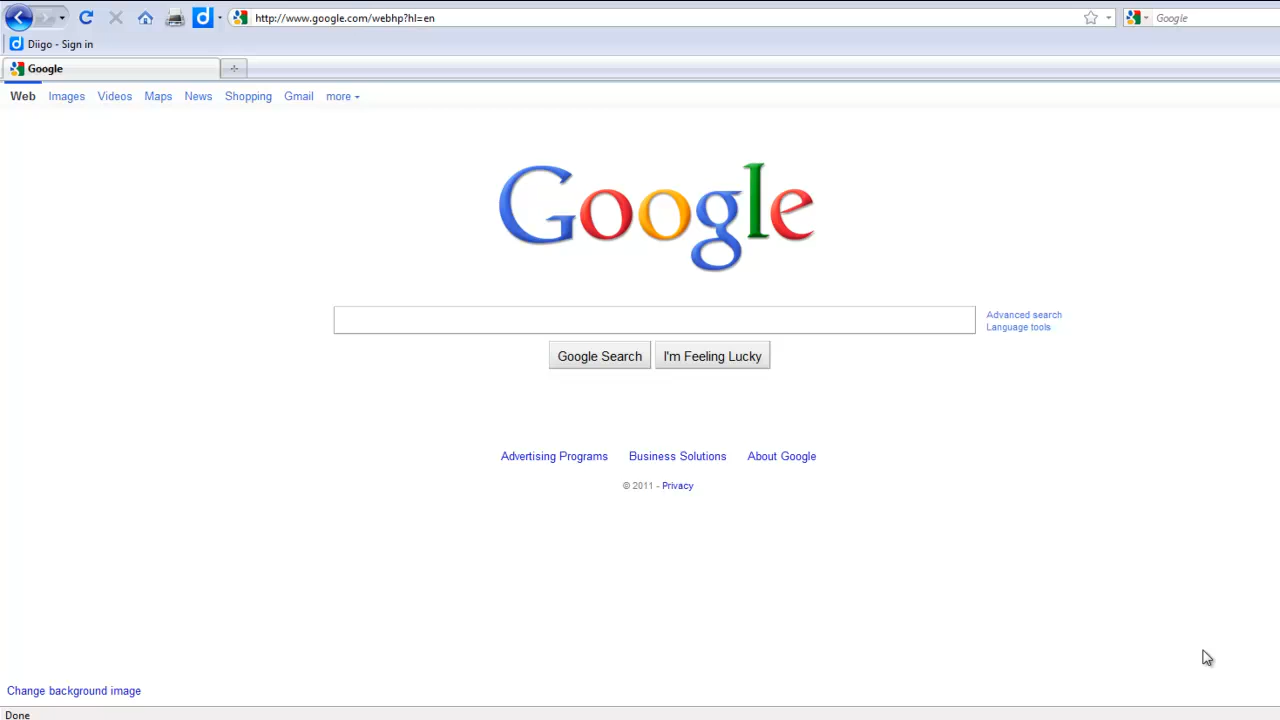 http://www.google.com/webhp?hl=en
Google
Diigo - Sign in
Google
Web Images Videos Maps News Shopping Gmail more
Google
Advanced search
Language tools
Google Search I'm Feeling Lucky
Advertising Programs Business Solutions About Google
© 2011 - Privacy
Change background image
Done